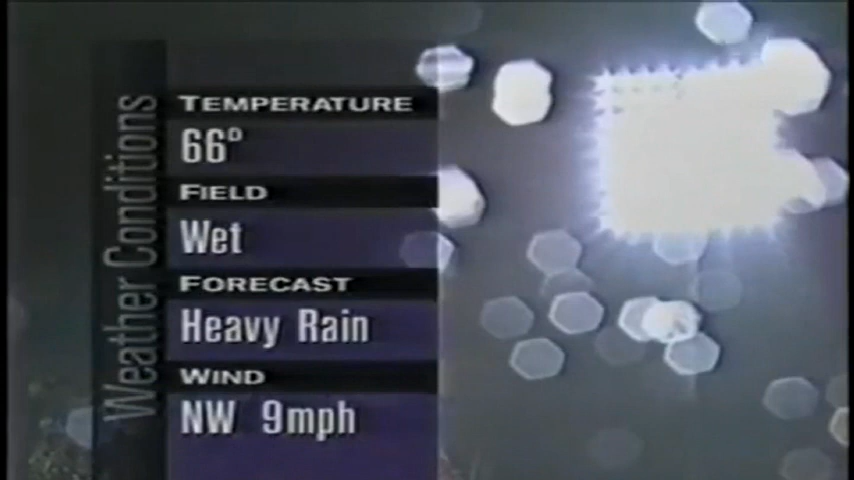 Weather Conditions
TEMPERATURE
66°
FIELD
Wet
FORECAST
Heavy Rain
WIND
NW 9mph